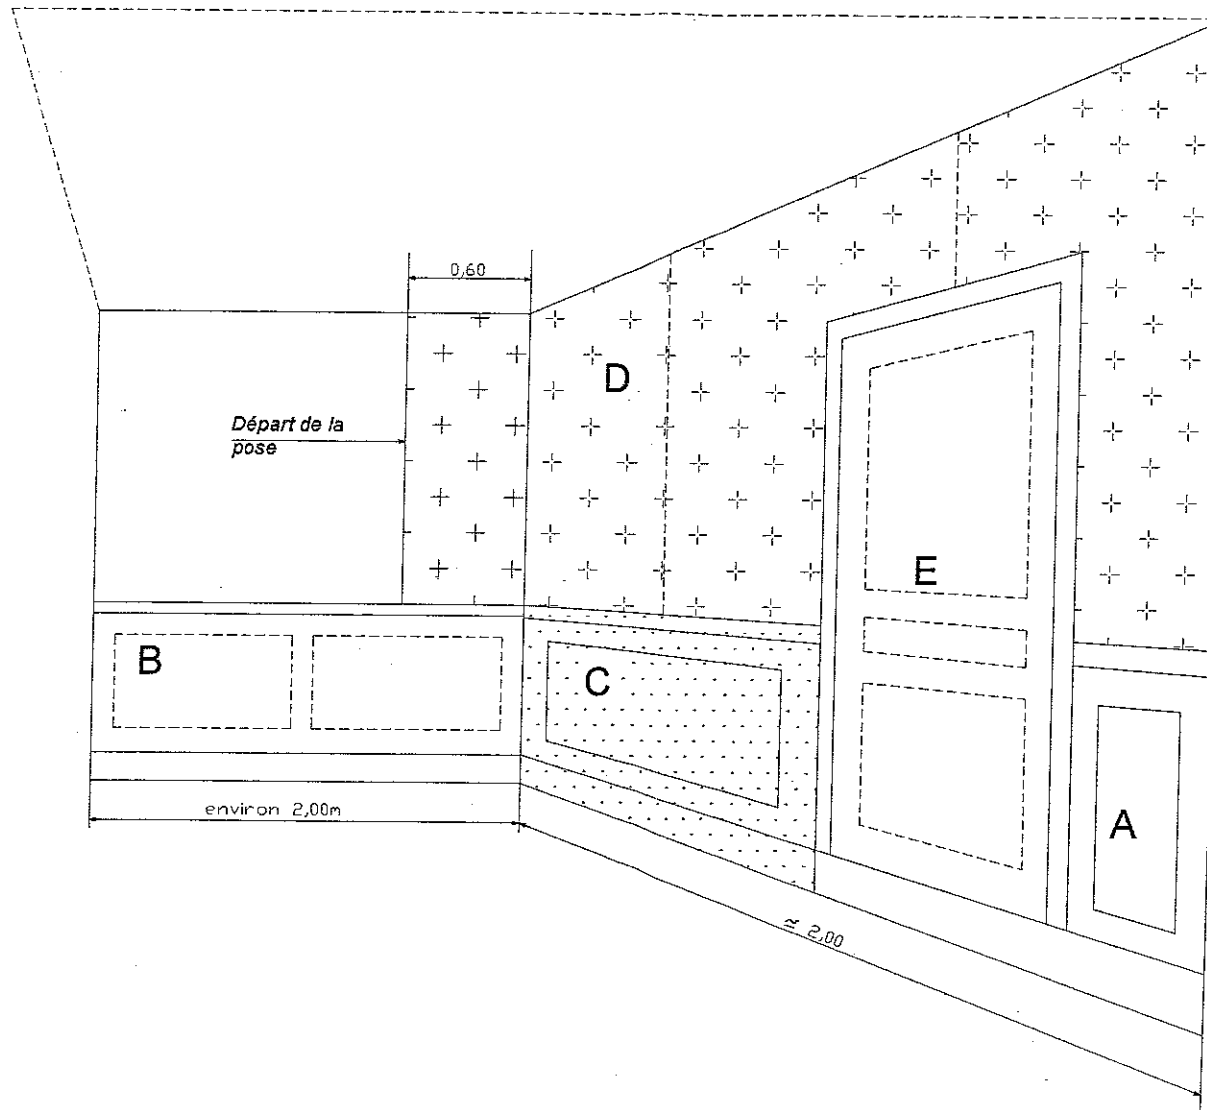 0,60
D
Départ de la
pose
E
B
C
A
environ 2,00m
≃ 2,00